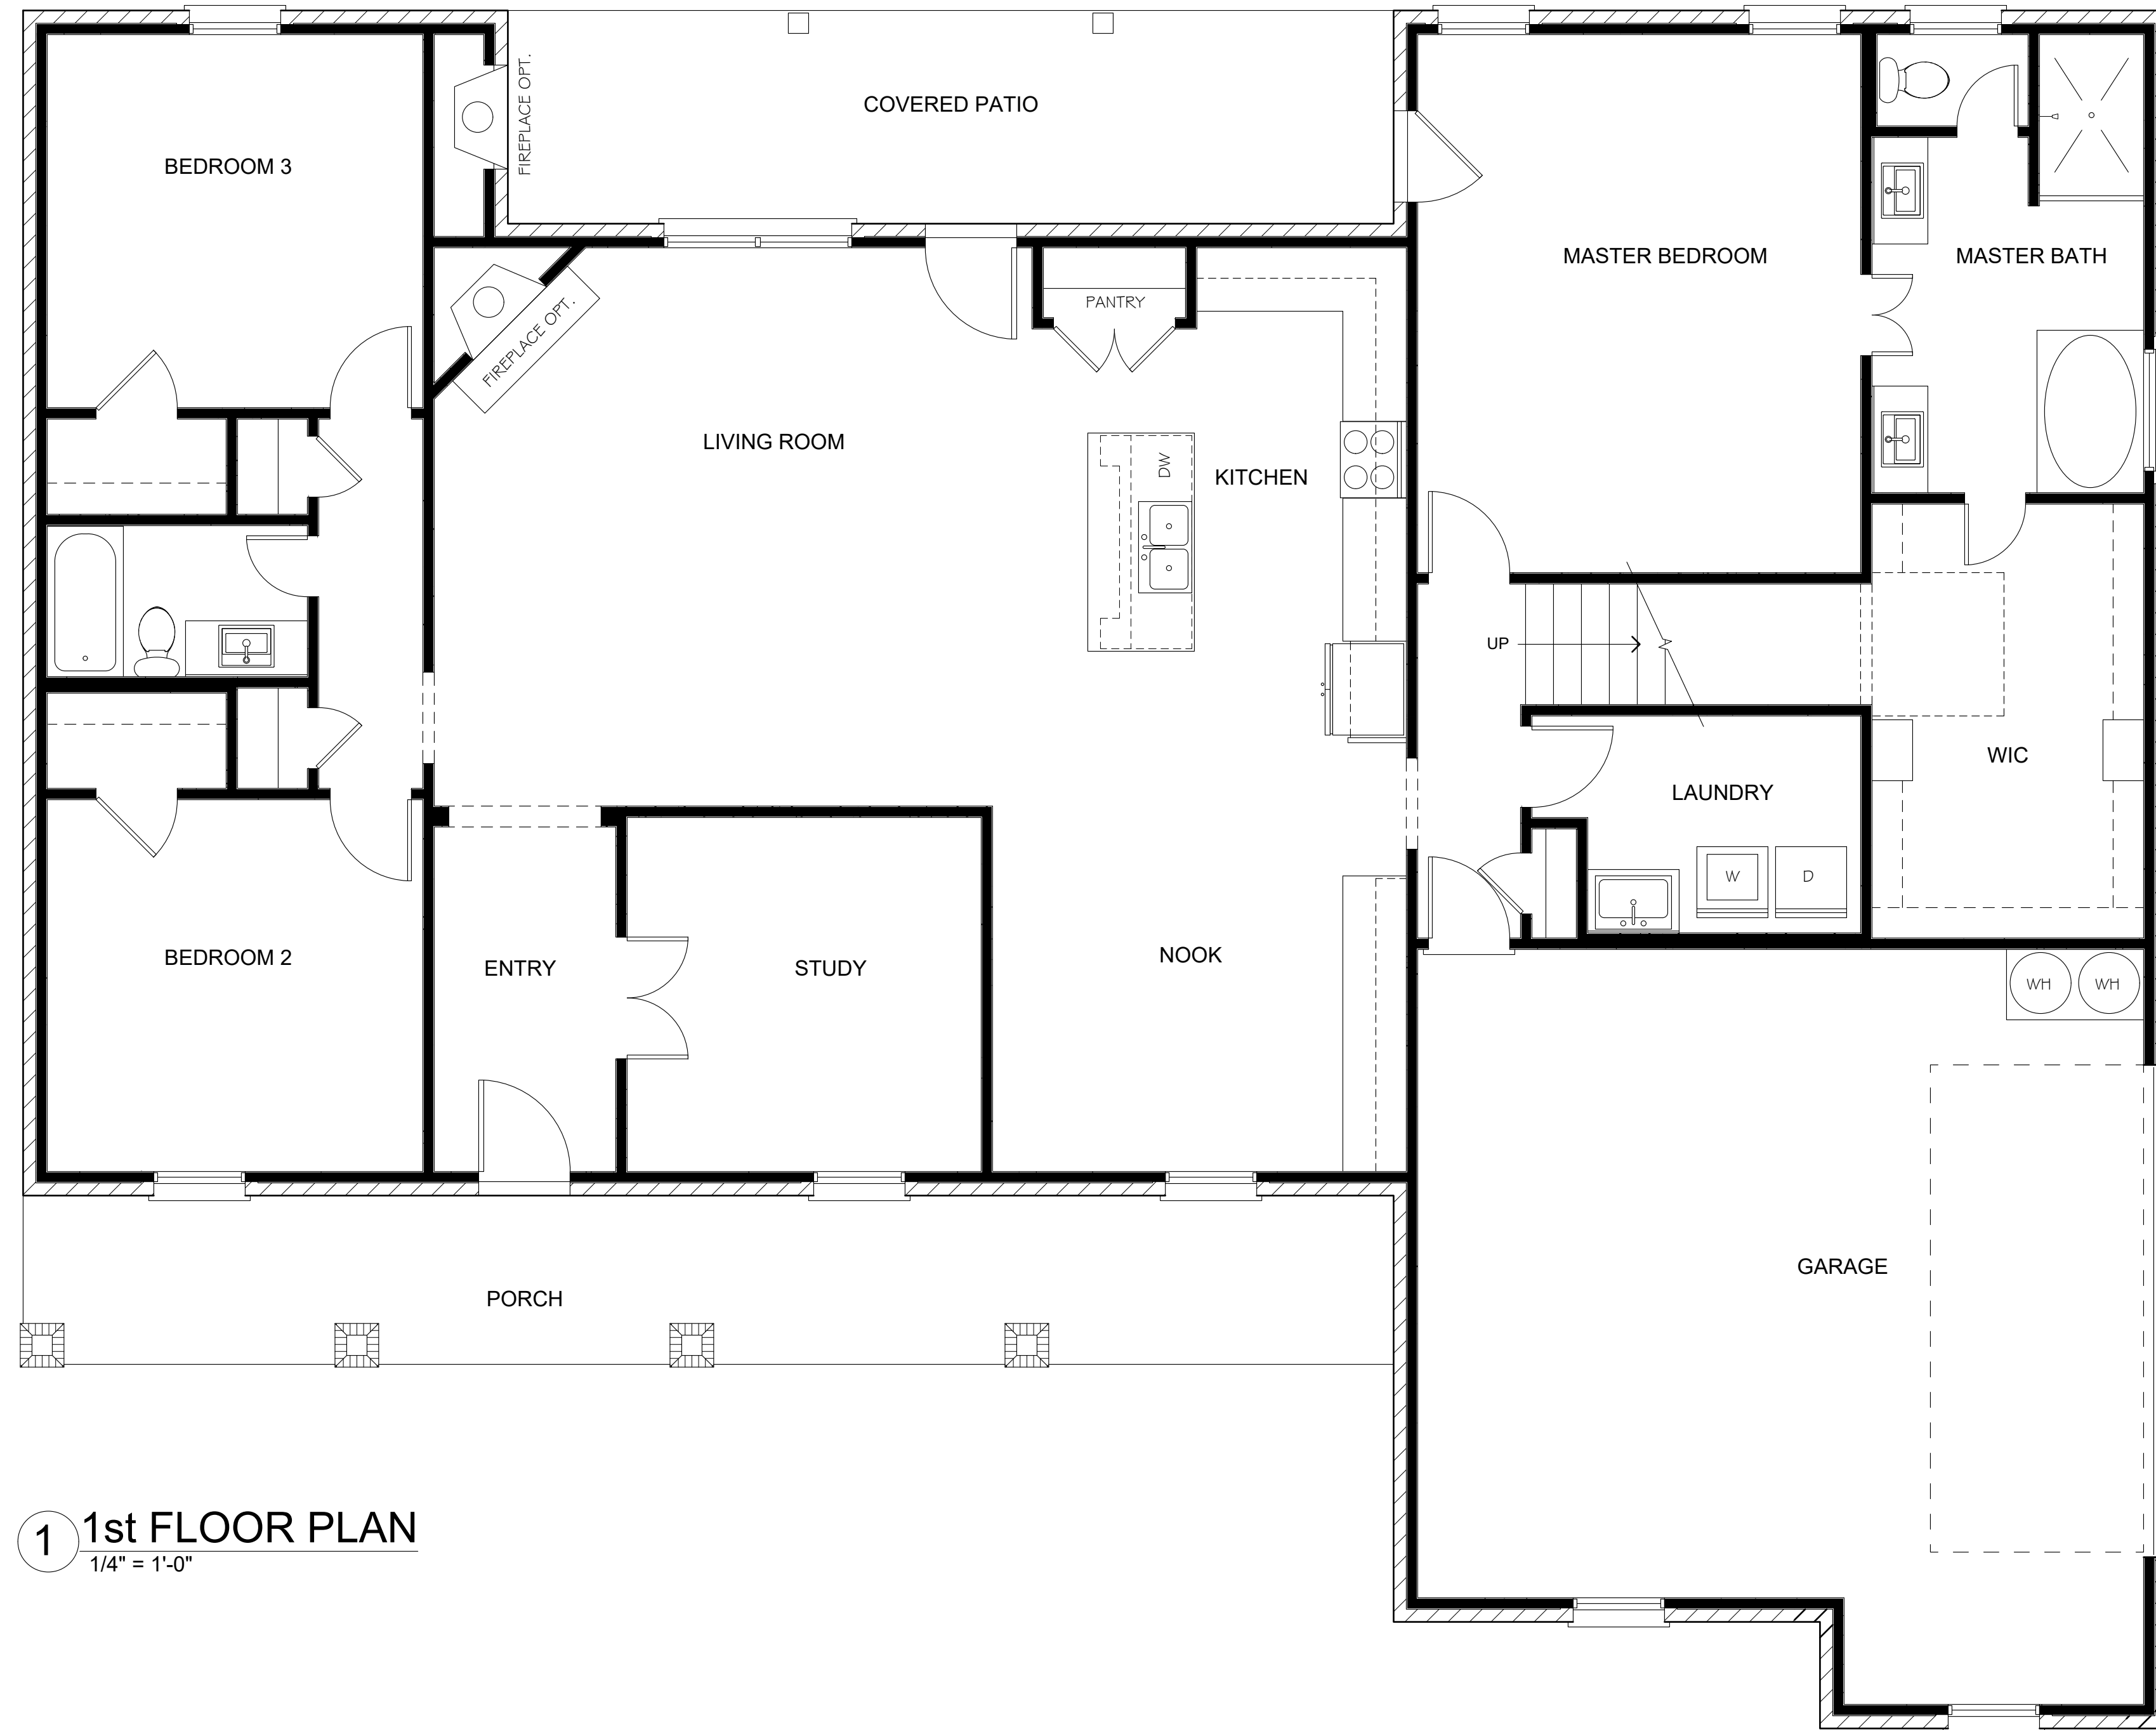 COVERED PATIO
FIREPLACE OPT.
BEDROOM 3
MASTER BEDROOM
MASTER BATH
PANTRY
FIREPLACE OPT.
LIVING ROOM
DW
KITCHEN
UP
WIC
LAUNDRY
W
D
BEDROOM 2
ENTRY
STUDY
NOOK
WH
WH
GARAGE
PORCH
1
1st FLOOR PLAN
1/4" = 1'-0"